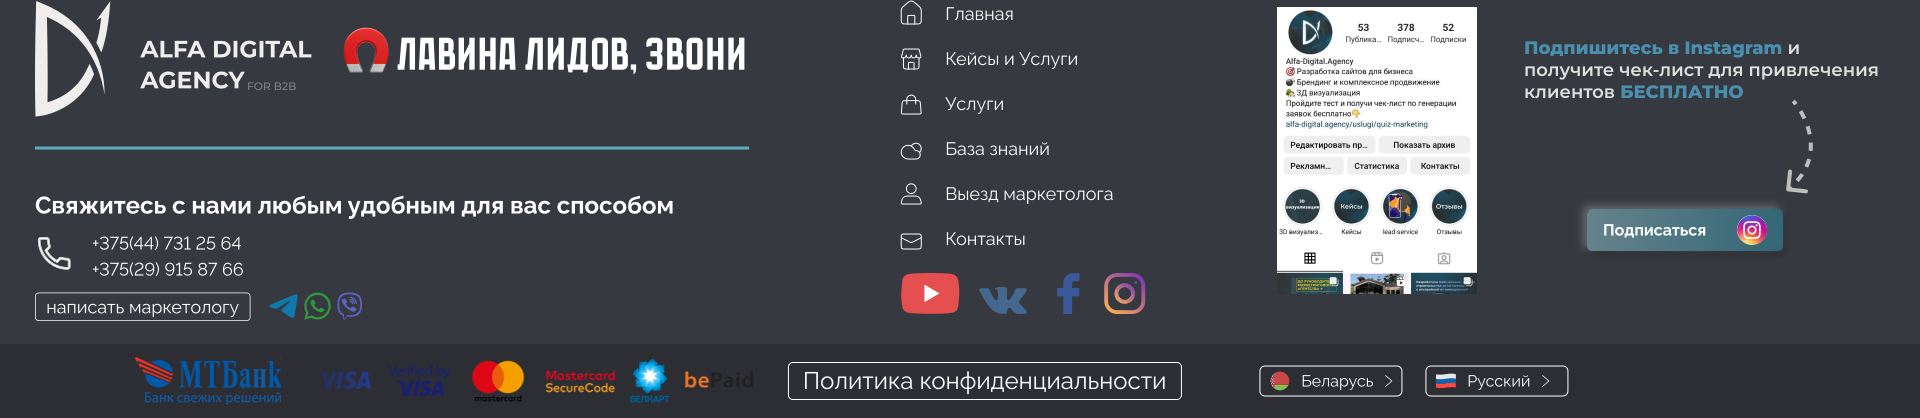 ALFA DIGITAL
AGENCY FOR B2B
ЛАВИНА ЛИДОВ, ЗВОНИ
Свяжитесь с нами любым удобным для вас способом
+375(44) 731 25 64
+375(29) 915 87 66
написать маркетологу
Главная
Кейсы и Услуги
Услуги
База знаний
Выезд маркетолога
Контакты
53 378 52
Публика... Подписч... Подписки
Alfa-Digital.Agency
Разработка сайтов для бизнеса
Брендинг и комплексное продвижение
3Д визуализация
Пройдите тест и получи чек-лист по генерации
заявок бесплатно
alfa-digital.agency/uslugi/quiz-marketing
Редактировать пр... Показать архив
Рекламн... Статистика Контакты
3D визуализация Кейсы Отзывы
3D визуализ... Кейсы lead-service Отзывы
Подпишитесь в Instagram и
получите чек-лист для привлечения
клиентов БЕСПЛАТНО
Подписаться
МТБанк
Банк свежих решений
VISA
Verified by
VISA
mastercard
Mastercard
SecureCode
БЕЛКАРТ
bePaid
Политика конфиденциальности
Беларусь
Русский